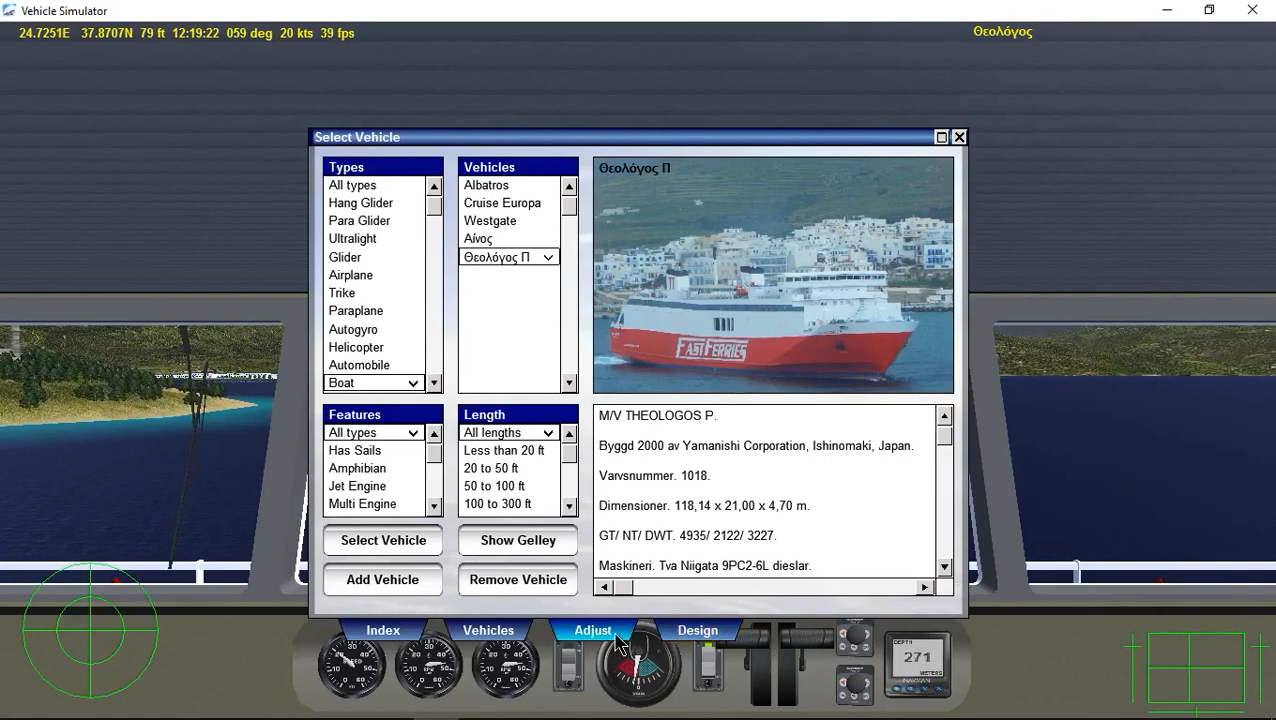 Vehicle Simulator
24.7251E 37.8707N 79 ft 12:19:22 059 deg 20 kts 39 fps
Θεολόγος
Select Vehicle
Types
All types
Hang Glider
Para Glider
Ultralight
Glider
Airplane
Trike
Paraplane
Autogyro
Helicopter
Automobile
Boat
Vehicles
Albatros
Cruise Europa
Westgate
Αίνος
Θεολόγος Π
Θεολόγος Π
FAST FERRIES
Features
All types
Has Sails
Amphibian
Jet Engine
Multi Engine
Length
All lengths
Less than 20 ft
20 to 50 ft
50 to 100 ft
100 to 300 ft
M/V THEOLOGOS P.
Byggd 2000 av Yamanishi Corporation, Ishinomaki, Japan.
Varvsnummer. 1018.
Dimensioner. 118,14 x 21,00 x 4,70 m.
GT/ NT/ DWT. 4935/ 2122/ 3227.
Maskineri. Tva Niigata 9PC2-6L dieslar.
Select Vehicle
Show Gelley
Add Vehicle
Remove Vehicle
Index
Vehicles
Adjust
Design
DEPTH
271
METERS